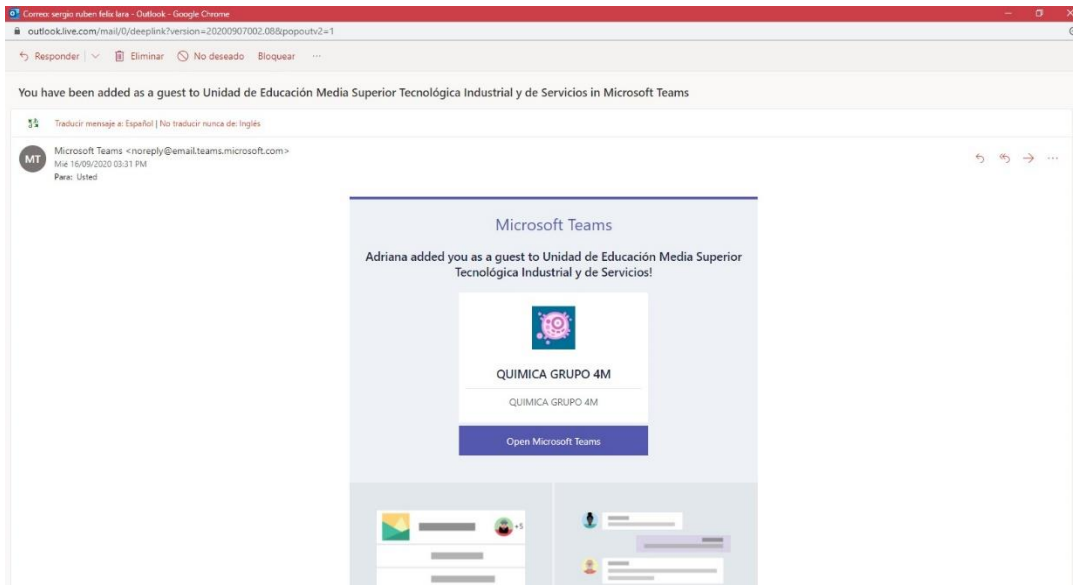 Correo: sergio ruben felix lara - Outlook - Google Chrome
outlook.live.com/mail/0/deeplink?version=20200907002.08&popoutv2=1
Responder Eliminar No deseado Bloquear ...
You have been added as a guest to Unidad de Educación Media Superior Tecnológica Industrial y de Servicios in Microsoft Teams
Traducir mensaje a: Español | No traducir nunca de: Inglés
MT
Microsoft Teams <noreply@email.teams.microsoft.com>
Mié 16/09/2020 03:31 PM
Para: Usted
Microsoft Teams
Adriana added you as a guest to Unidad de Educación Media Superior
Tecnológica Industrial y de Servicios!
QUIMICA GRUPO 4M
QUIMICA GRUPO 4M
Open Microsoft Teams
+5